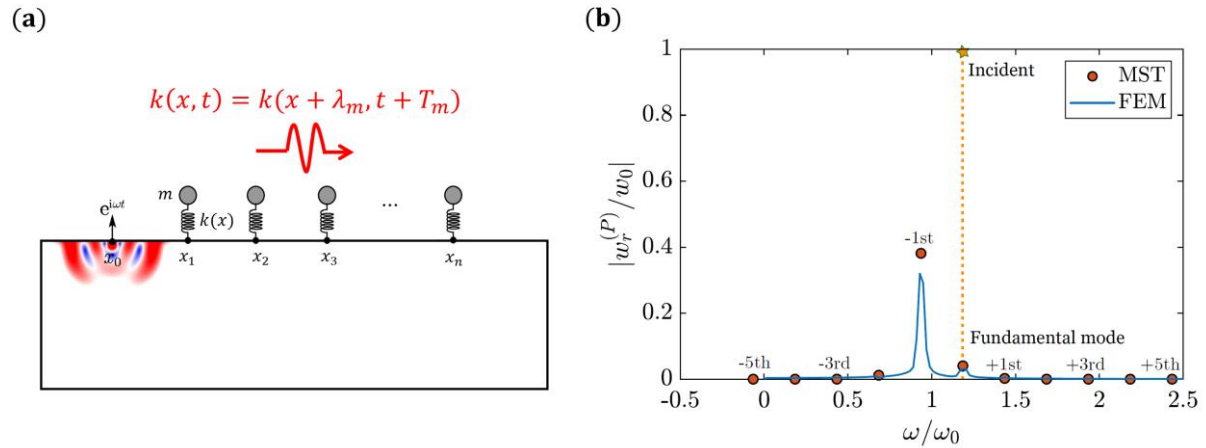 (a)
k(x, t) = k(x + λₘ, t + Tₘ)
m
e^{iωt}
k(x)
...
x₀
x₁
x₂
x₃
xₙ
(b)
1
Incident
MST
FEM
0.8
0.6
|w_r^{(P)}/w₀|
0.4
-1st
0.2
Fundamental mode
-5th
-3rd
+1st
+3rd
+5th
0
-0.5
0
0.5
1
1.5
2
2.5
ω/ω₀